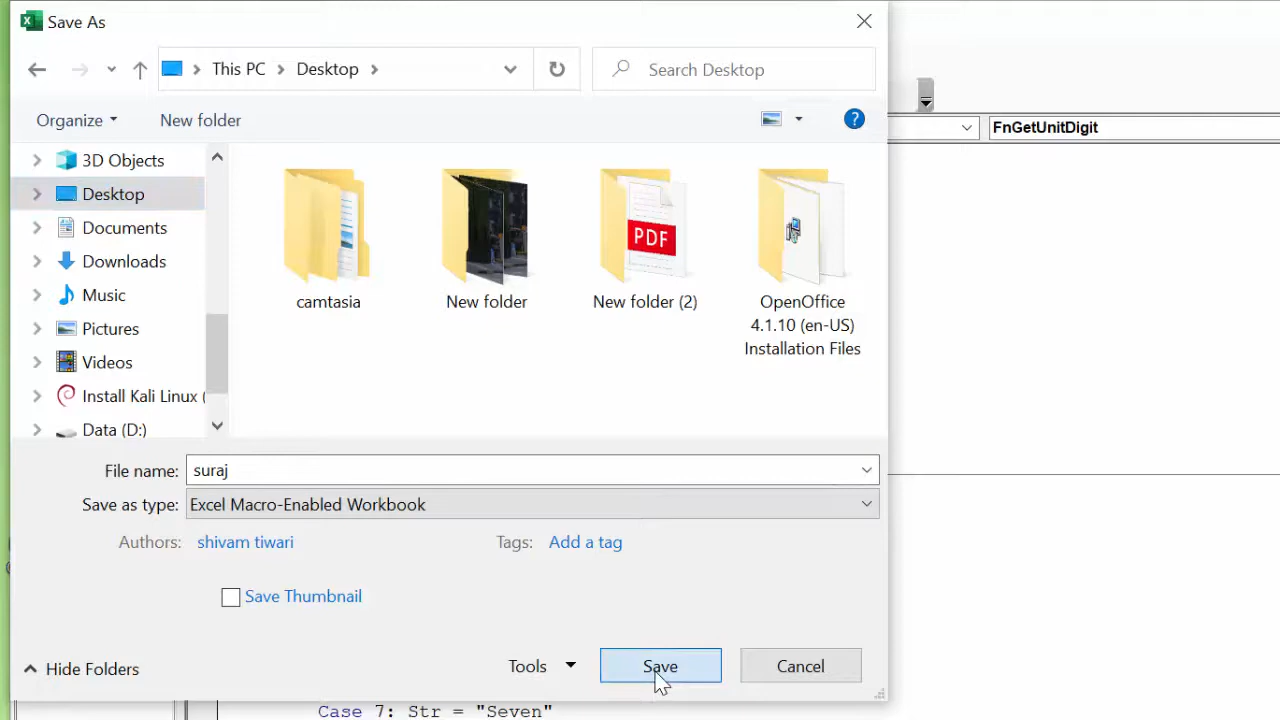 Save As
This PC
Desktop
Search Desktop
Organize
New folder
?
FnGetUnitDigit
3D Objects
Desktop
Documents
Downloads
Music
Pictures
Videos
Install Kali Linux (
Data (D:)
camtasia
New folder
PDF
New folder (2)
OpenOffice
4.1.10 (en-US)
Installation Files
File name: suraj
Save as type: Excel Macro-Enabled Workbook
Authors: shivam tiwari
Tags: Add a tag
Save Thumbnail
Hide Folders
Tools
Save
Cancel
Case 7: Str = "Seven"